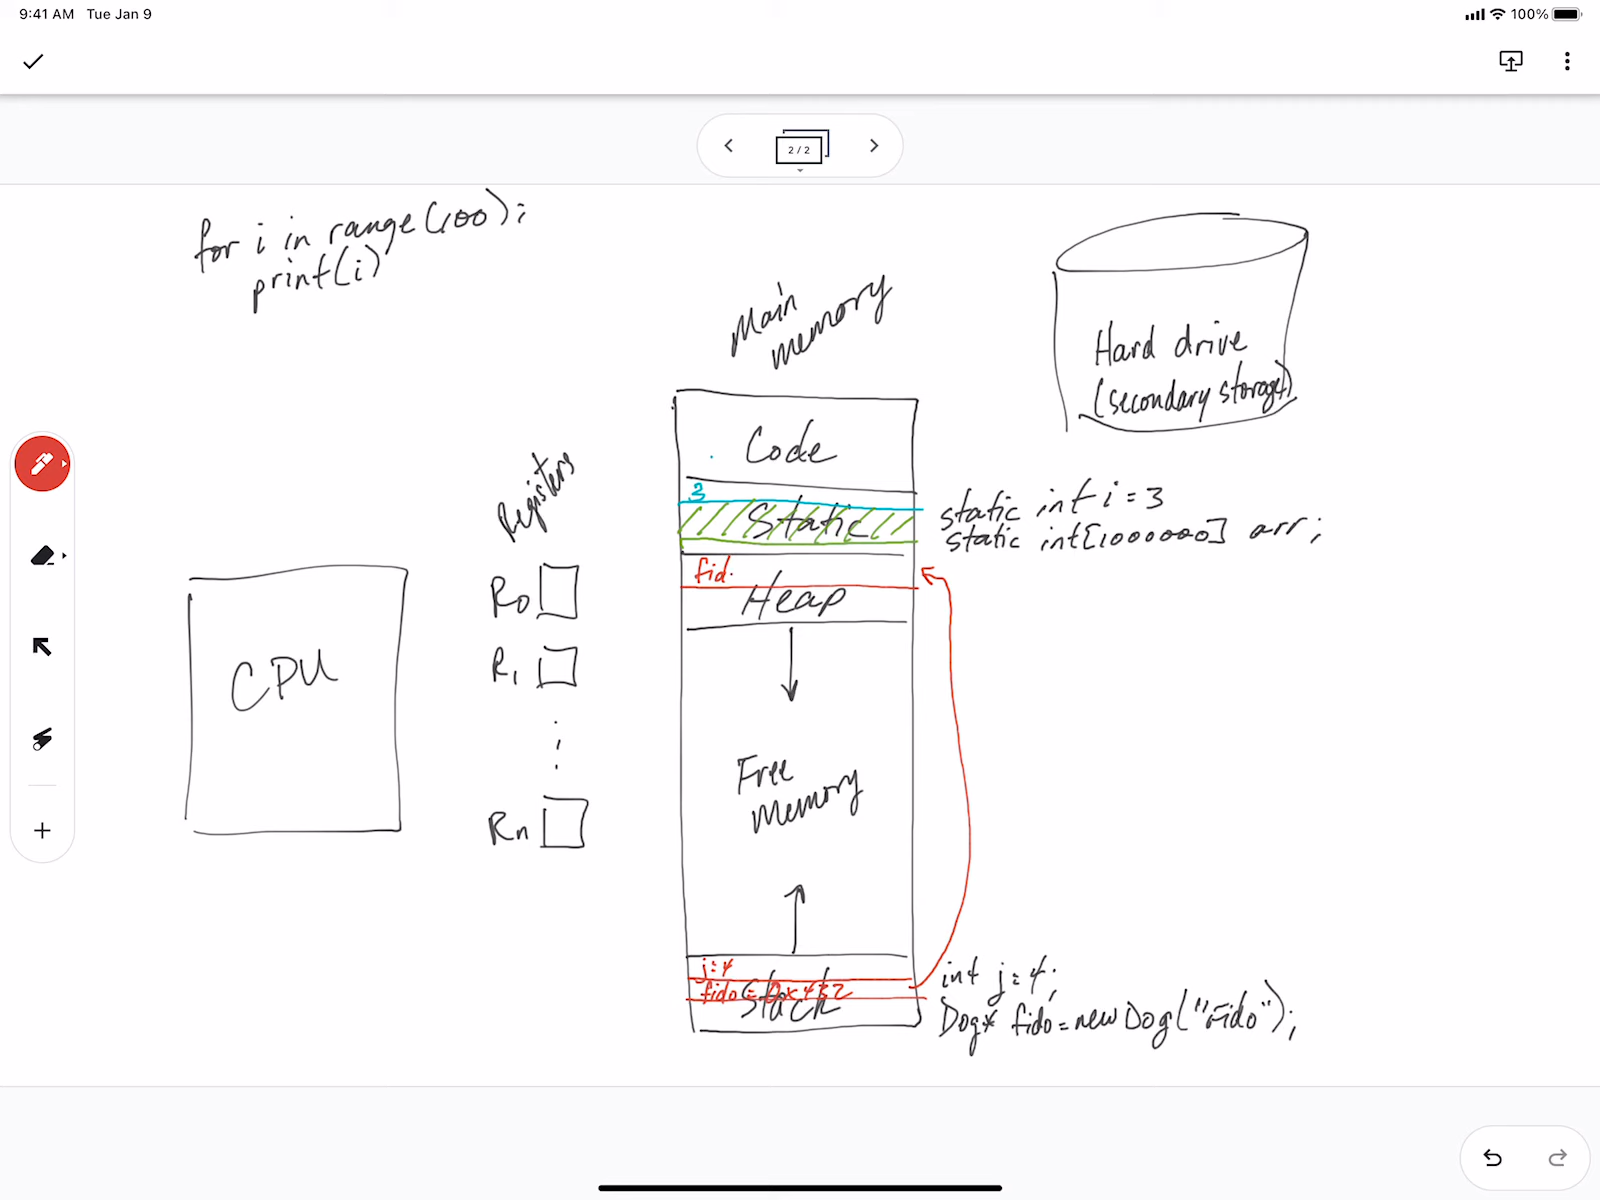 9:41 AM Tue Jan 9
100%
2 / 2
for i in range(100):
print(i)
Main
memory
Hard drive
(secondary storage)
Code
Registers
3
Static
static int i = 3
static int[1000000] arr;
fid.
Heap
R0
CPU
R1
Free
memory
Rn
j=4
fido = 0x432
Stack
int j = 4;
Dog* fido = new Dog("Fido");